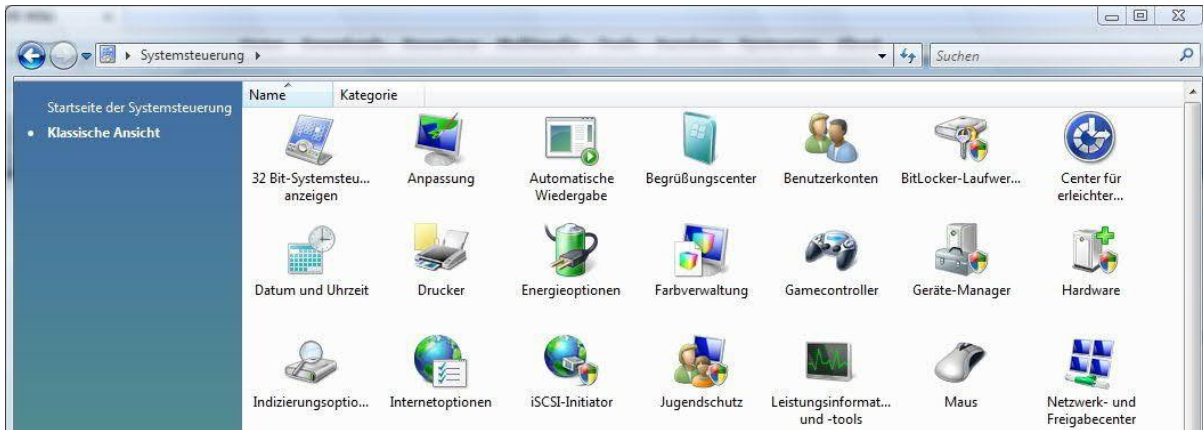 Systemsteuerung
Suchen
Startseite der Systemsteuerung
Klassische Ansicht
Name Kategorie
32 Bit-Systemsteu...
anzeigen
Anpassung
Automatische
Wiedergabe
Begrüßungscenter
Benutzerkonten
BitLocker-Laufwer...
Center für
erleichter...
Datum und Uhrzeit
Drucker
Energieoptionen
Farbverwaltung
Gamecontroller
Geräte-Manager
Hardware
Indizierungsoptio...
Internetoptionen
iSCSI-Initiator
Jugendschutz
Leistungsinformat...
und -tools
Maus
Netzwerk- und
Freigabecenter